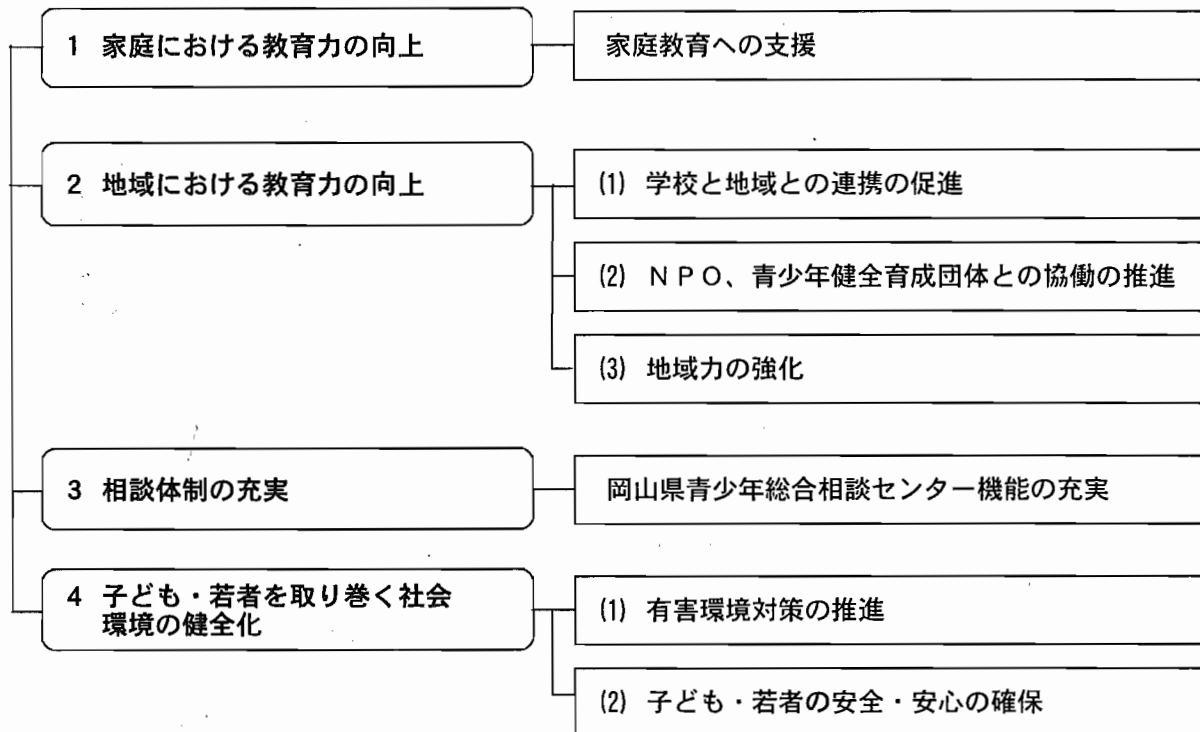 1 家庭における教育力の向上
家庭教育への支援
2 地域における教育力の向上
(1) 学校と地域との連携の促進
(2) NPO、青少年健全育成団体との協働の推進
(3) 地域力の強化
3 相談体制の充実
岡山県青少年総合相談センター機能の充実
4 子ども・若者を取り巻く社会
環境の健全化
(1) 有害環境対策の推進
(2) 子ども・若者の安全・安心の確保